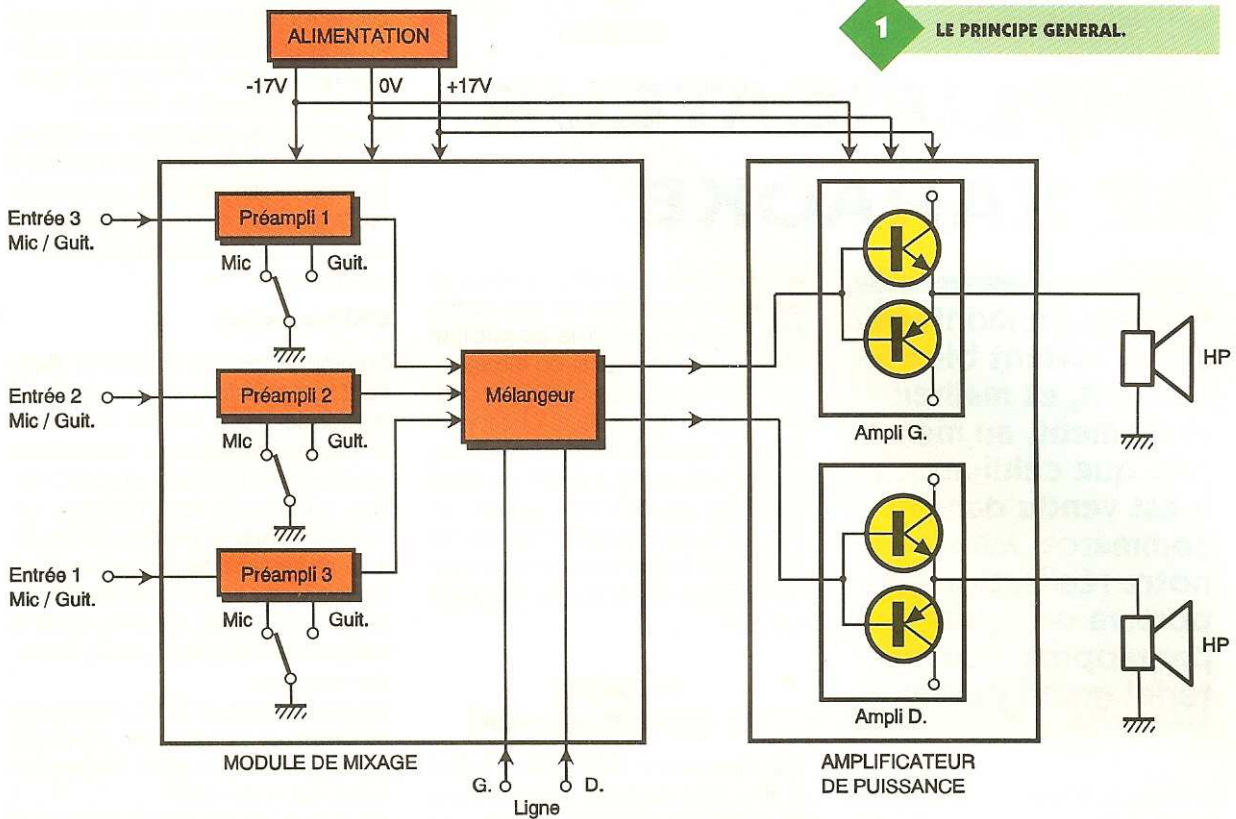 ALIMENTATION
1
LE PRINCIPE GENERAL.
-17V
0V
+17V
Entrée 3
Mic / Guit.
Préampli 1
Mic
Guit.
Entrée 2
Mic / Guit.
Préampli 2
Mic
Guit.
Entrée 1
Mic / Guit.
Préampli 3
Mic
Guit.
Mélangeur
Ampli G.
HP
Ampli D.
HP
MODULE DE MIXAGE
G.
D.
Ligne
AMPLIFICATEUR
DE PUISSANCE